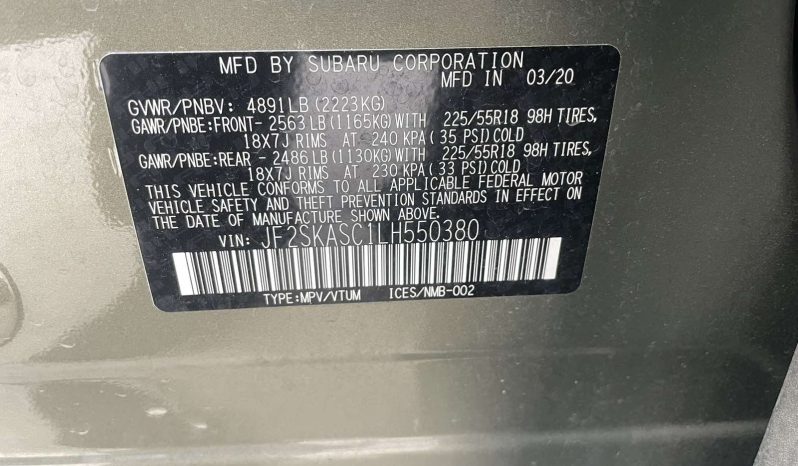 MFD BY SUBARU CORPORATION
MFD IN 03/20
GVWR/PNBV: 4891LB (2223KG)
GAWR/PNBE:FRONT- 2563 LB (1165KG)WITH 225/55R18 98H TIRES,
18X7J RIMS AT 240 KPA (35 PSI)COLD
GAWR/PNBE:REAR - 2486 LB (1130KG)WITH 225/55R18 98H TIRES,
18X7J RIMS AT 230 KPA (33 PSI)COLD
THIS VEHICLE CONFORMS TO ALL APPLICABLE FEDERAL MOTOR
VEHICLE SAFETY AND THEFT PREVENTION STANDARDS IN EFFECT ON
THE DATE OF MANUFACTURE SHOWN ABOVE.
VIN: JF2SKASC1LH550380
TYPE:MPV/VTUM ICES/NMB-002